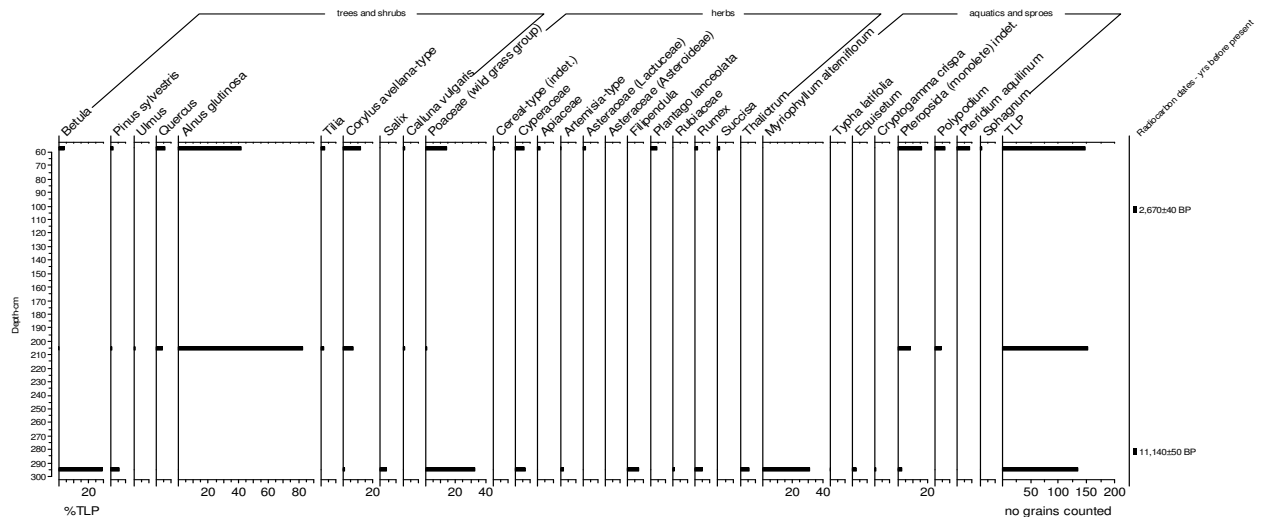 trees and shrubs
herbs
aquatics and sproes
Betula
Pinus sylvestris
Ulmus
Quercus
Alnus glutinosa
Tilia
Corylus avellana-type
Salix
Calluna vulgaris
Poaceae (Wild grass group)
Cereal-type (indet.)
Cyperaceae
Apiaceae
Artemisia-type
Asteraceae (Lactuceae)
Asteraceae (Asteroideae)
Filipendula
Plantago lanceolata
Rubiaceae
Rumex
Succisa
Thalictrum
Myriophyllum alterniflorum
Typha latifolia
Equisetum
Cryptogamma crispa
Pteropsida (monolete) indet.
Polypodium
Pteridium aquilinum
Sphagnum
TLP
Radiocarbon dates - yrs before present
Depth-cm
60
70
80
90
100
110
120
130
140
150
160
170
180
190
200
210
220
230
240
250
260
270
280
290
300
2,670±40 BP
11,140±50 BP
20 20 40 60 80 20 20 40 20 40 20 50 100 150 200
%TLP no grains counted